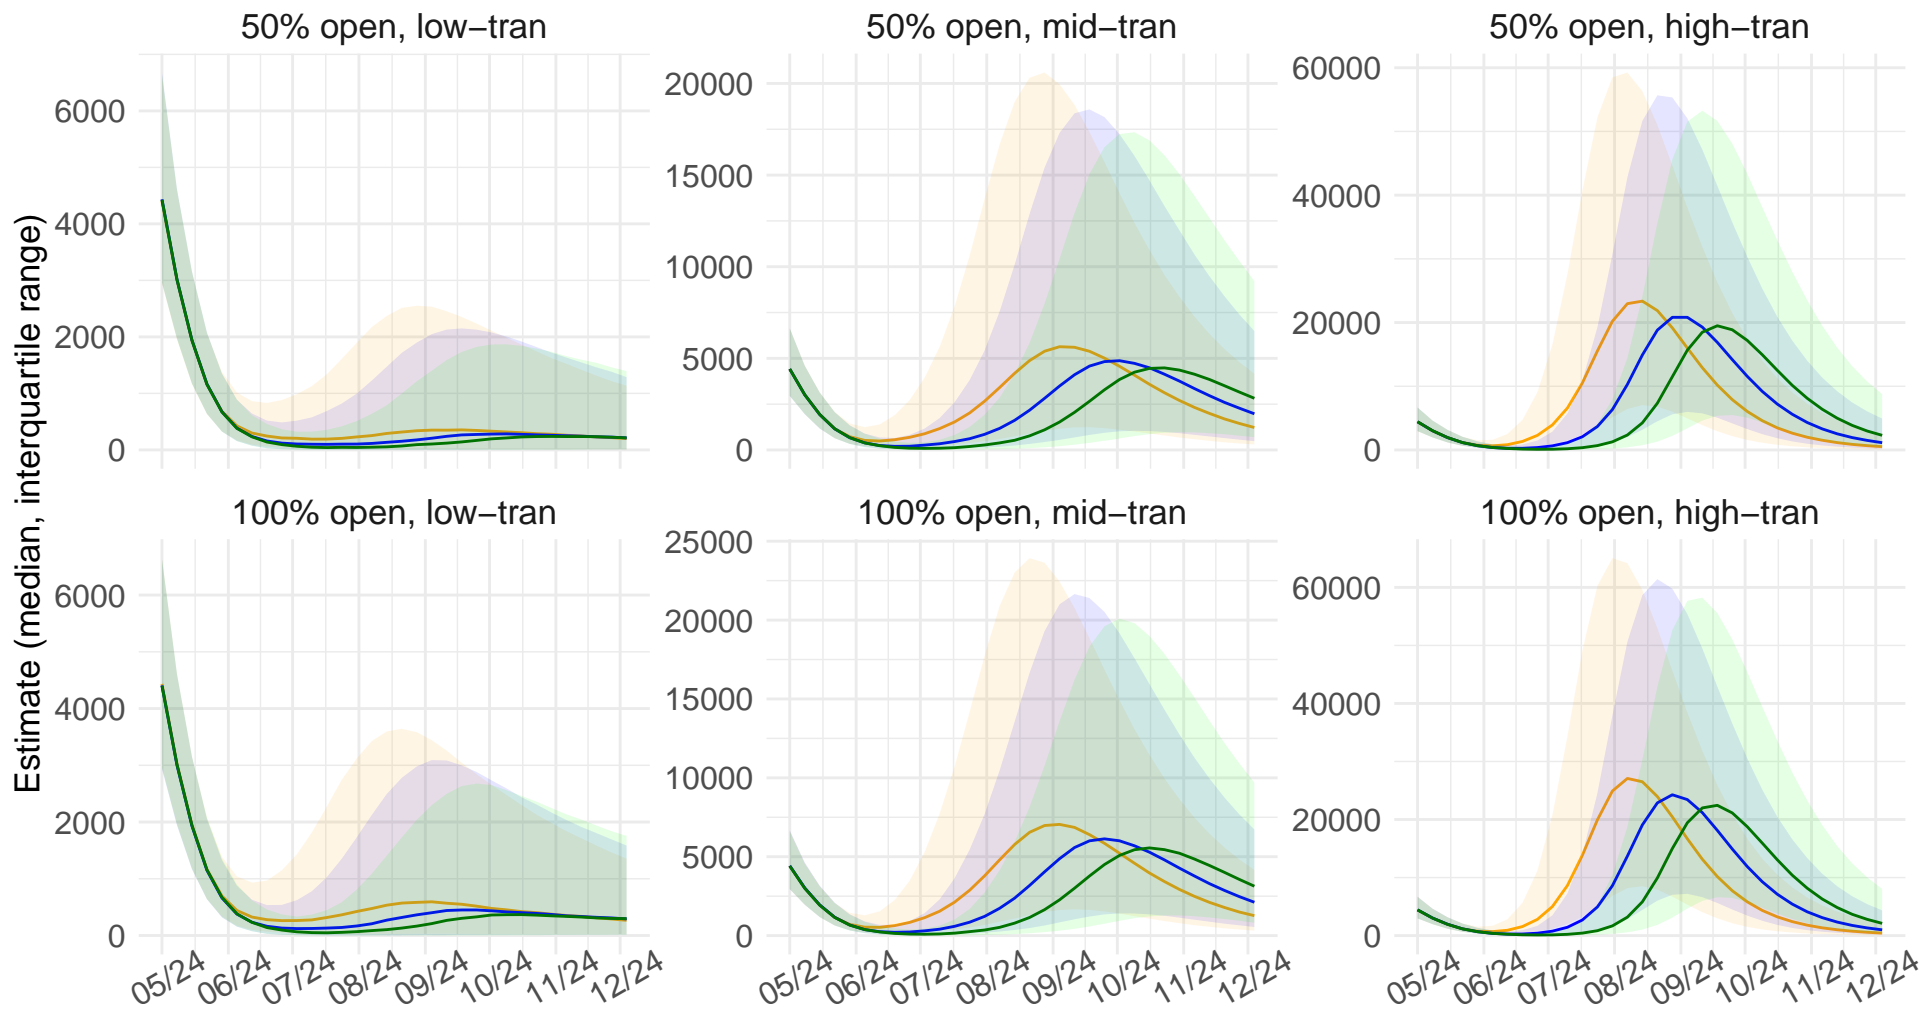 50% open, low−tran
50% open, mid−tran
50% open, high−tran
6000
4000
2000
0
20000
15000
10000
5000
0
60000
40000
20000
0
Estimate (median, interquartile range)
100% open, low−tran
100% open, mid−tran
100% open, high−tran
6000
4000
2000
0
25000
20000
15000
10000
5000
0
60000
40000
20000
0
05/24 06/24 07/24 08/24 09/24 10/24 11/24 12/24
05/24 06/24 07/24 08/24 09/24 10/24 11/24 12/24
05/24 06/24 07/24 08/24 09/24 10/24 11/24 12/24